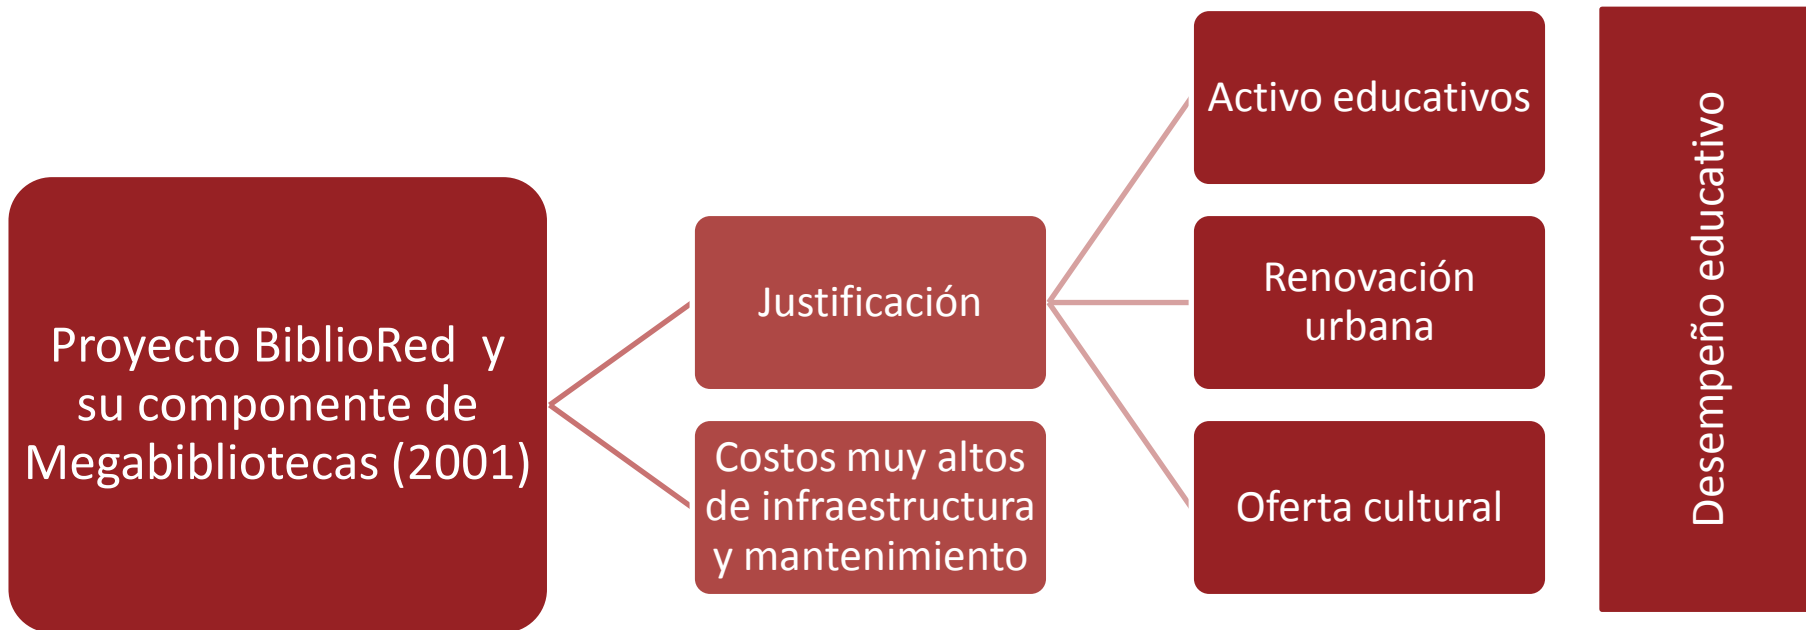 Proyecto BiblioRed y
su componente de
Megabibliotecas (2001)
Justificación
Costos muy altos
de infraestructura
y mantenimiento
Activo educativos
Renovación
urbana
Oferta cultural
Desempeño educativo